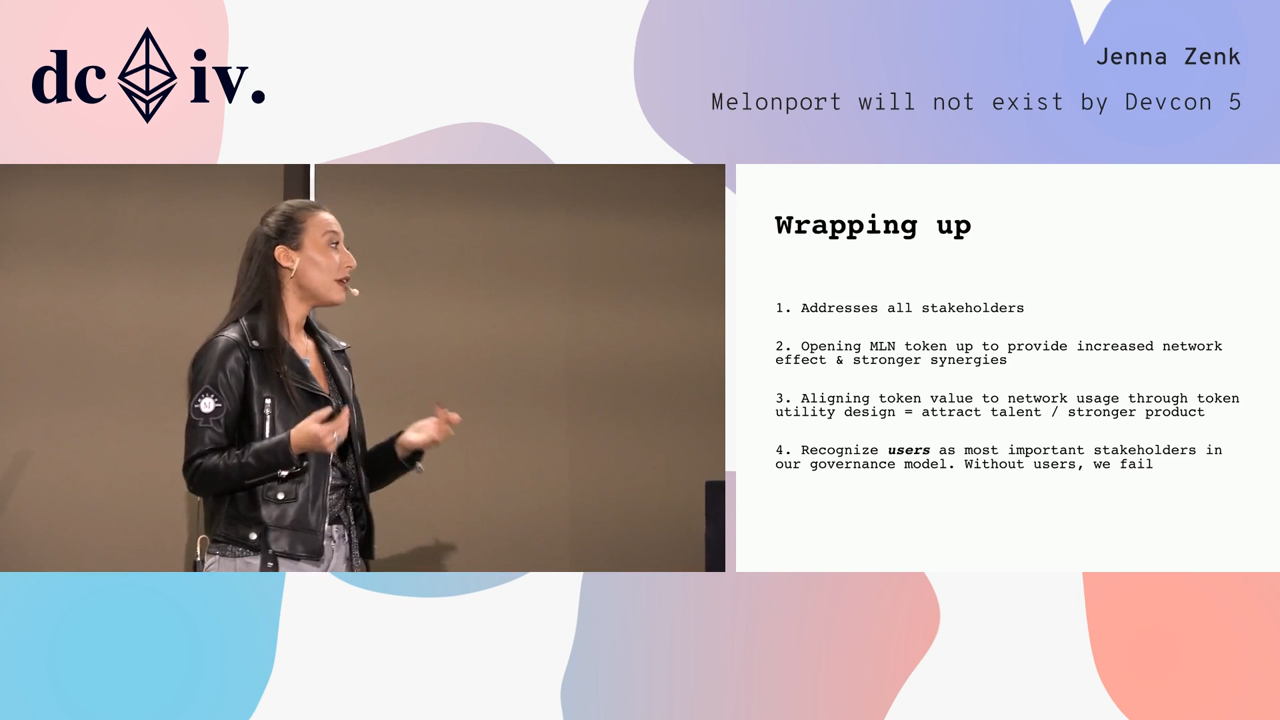 dc iv.
Jenna Zenk
Melonport will not exist by Devcon 5
Wrapping up
1. Addresses all stakeholders
2. Opening MLN token up to provide increased network
effect & stronger synergies
3. Aligning token value to network usage through token
utility design = attract talent / stronger product
4. Recognize users as most important stakeholders in
our governance model. Without users, we fail